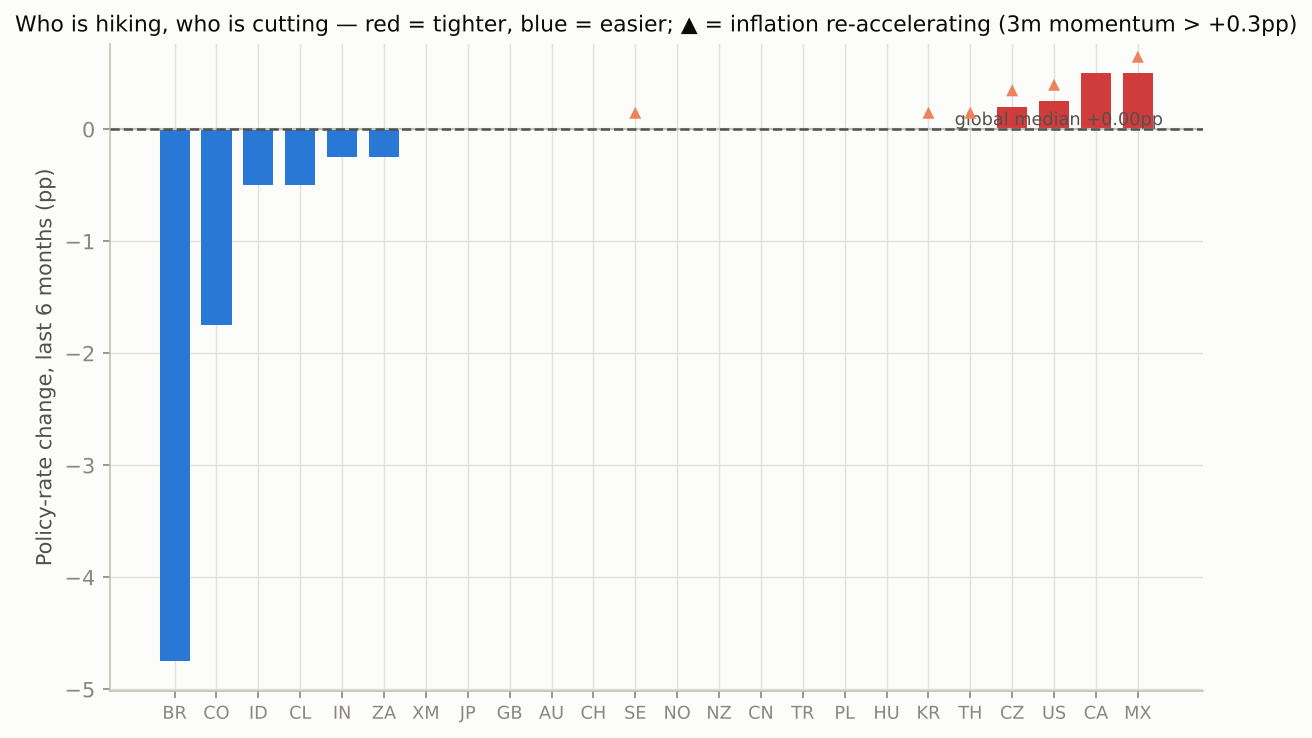 Who is hiking, who is cutting — red = tighter, blue = easier; ▲ = inflation re-accelerating (3m momentum > +0.3pp)
global median +0.00pp
Policy-rate change, last 6 months (pp)
0
−1
−2
−3
−4
−5
BR CO ID CL IN ZA XM JP GB AU CH SE NO NZ CN TR PL HU KR TH CZ US CA MX